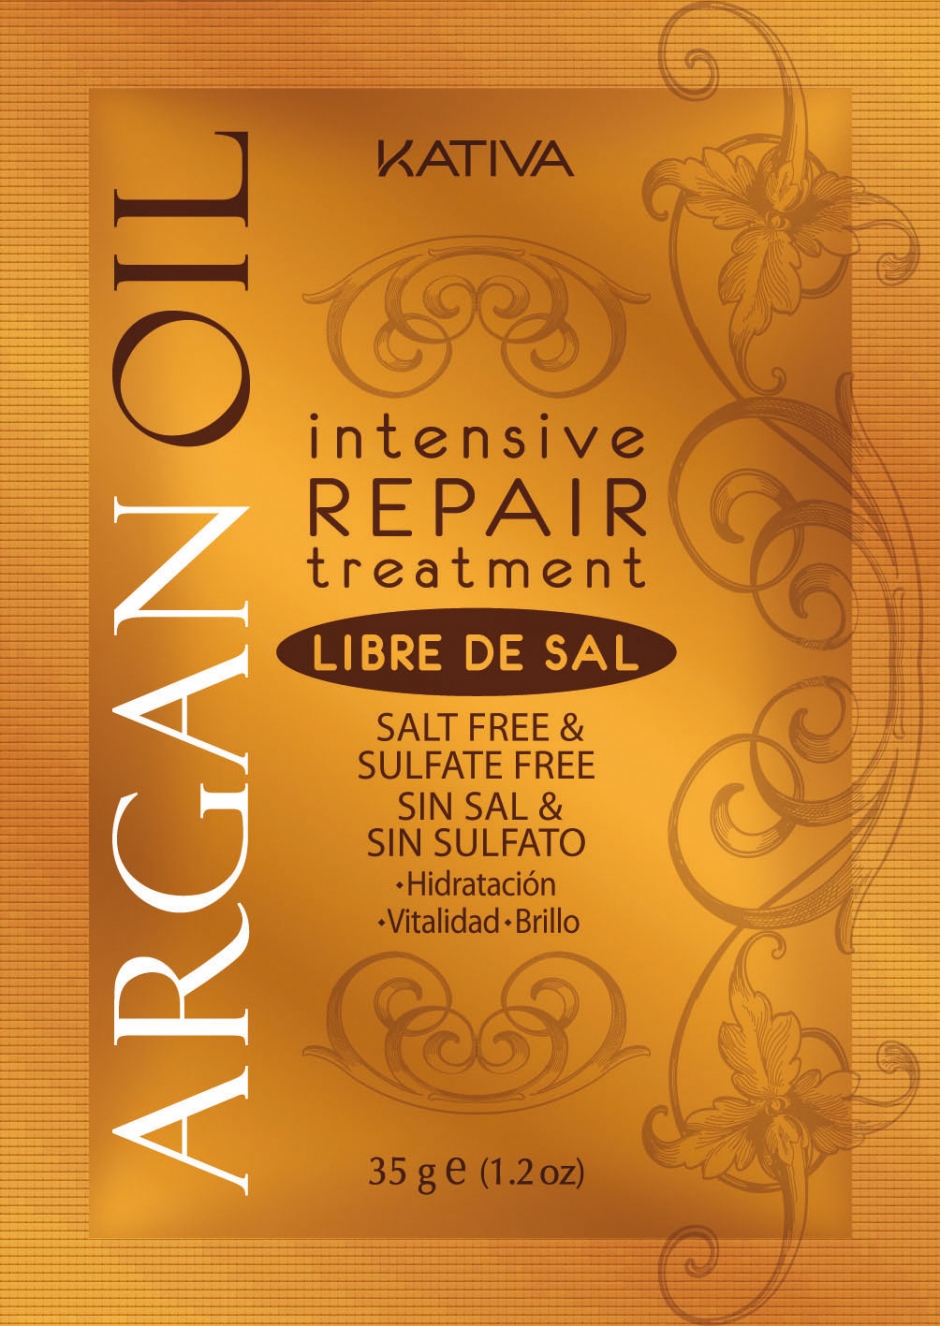 KATIVA
ARGAN OIL
intensive
REPAIR
treatment
LIBRE DE SAL
SALT FREE &
SULFATE FREE
SIN SAL &
SIN SULFATO
•Hidratación
•Vitalidad•Brillo
35 g e (1.2 oz)